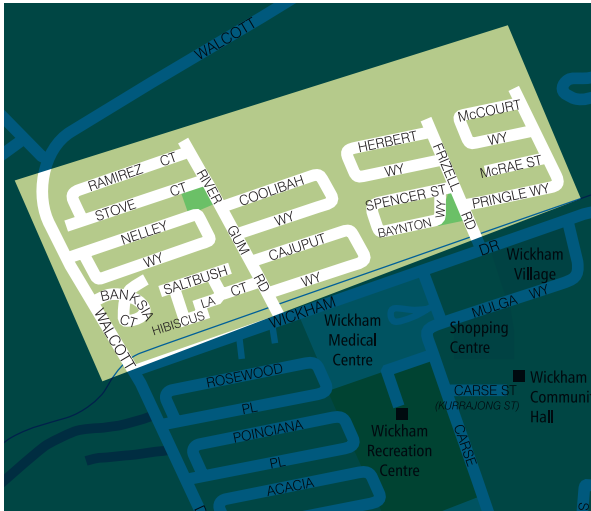 WALCOTT
McCOURT
WY
HERBERT
WY
FRIZELL
RD
McRAE ST
PRINGLE WY
SPENCER ST
WY
BAYNTON
RAMIREZ CT
STOVE CT
RIVER
GUM
RD
COOLIBAH
WY
NELLEY
WY
CAJUPUT
WY
SALTBUSH
CT
LA
HIBISCUS
BANKSIA
CT
WALCOTT
WICKHAM
DR
Wickham
Village
MULGA WY
Shopping
Centre
Wickham
Medical
Centre
ROSEWOOD
PL
POINCIANA
PL
ACACIA
Wickham
Recreation
Centre
CARSE ST
(KURRAJONG ST)
CARSE
Wickham
Communi
Hall